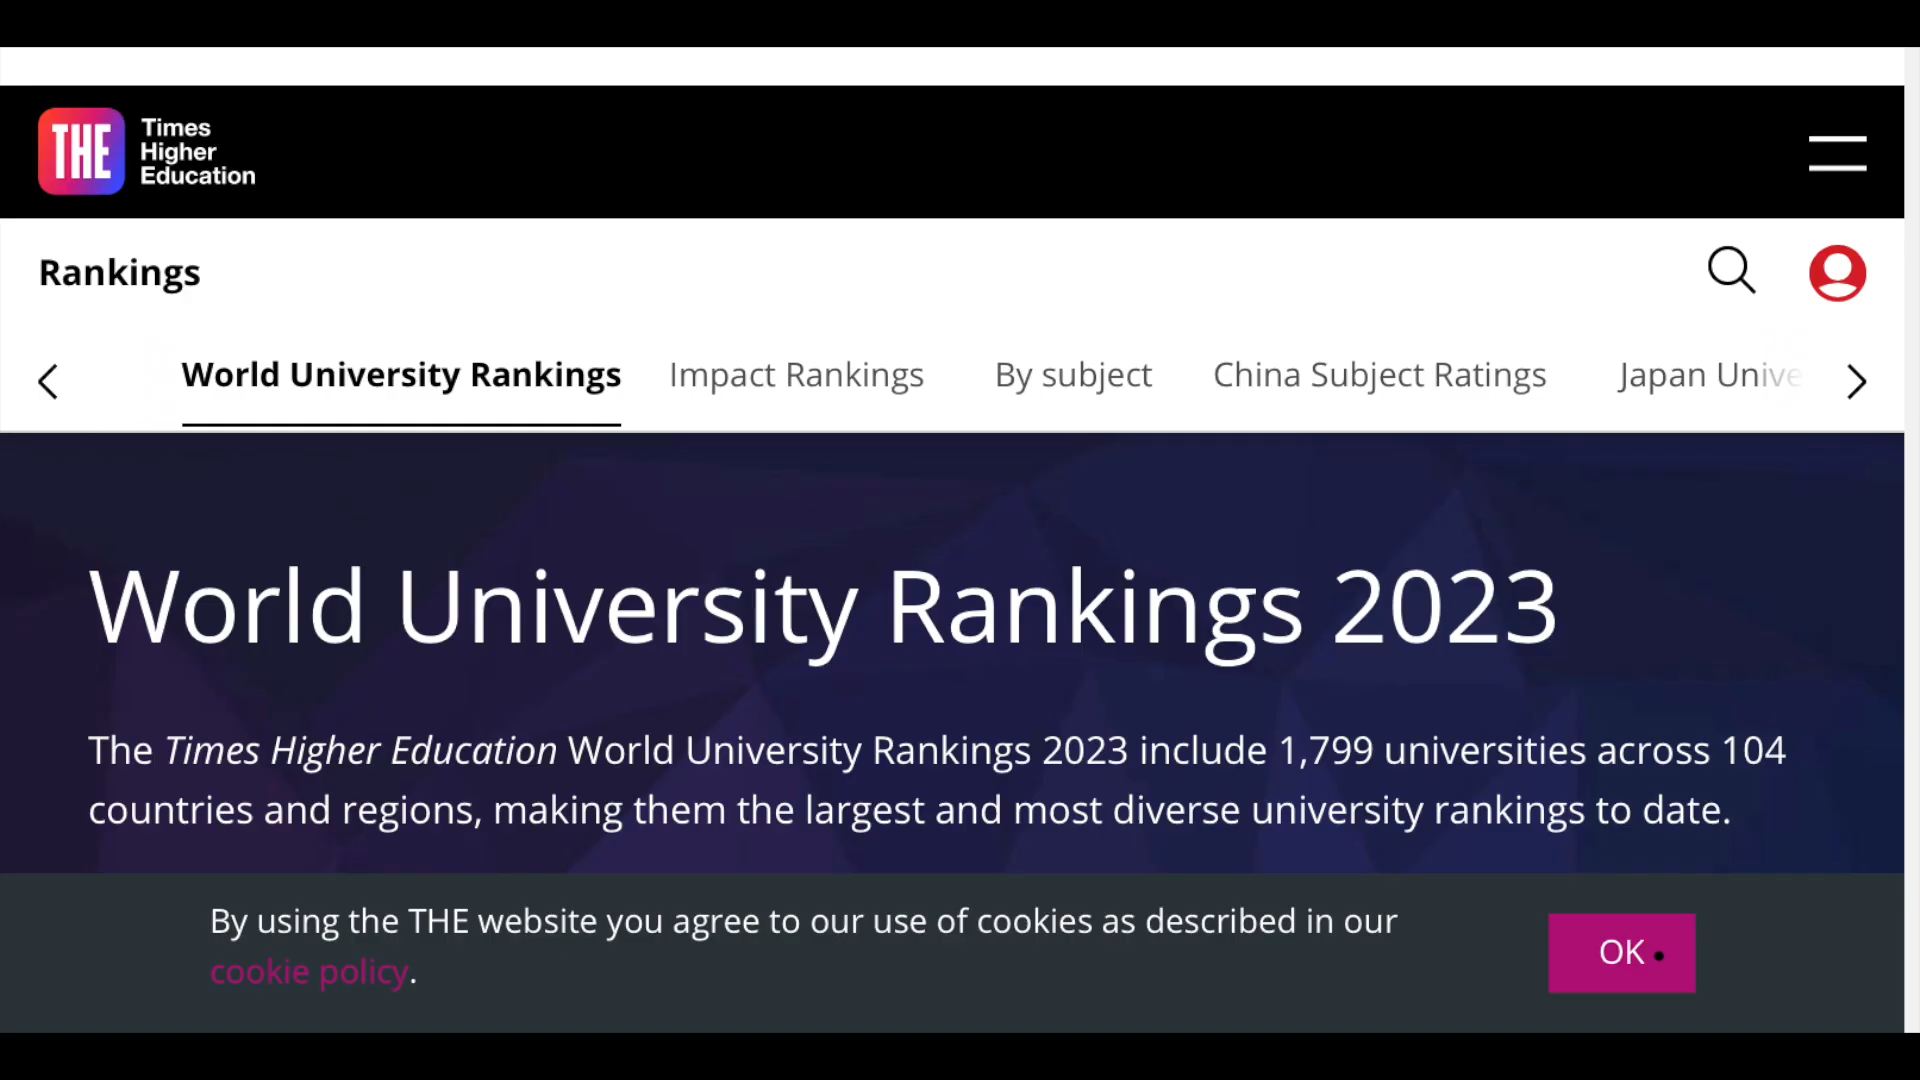 THE
Times
Higher
Education
Rankings
World University Rankings
Impact Rankings
By subject
China Subject Ratings
Japan Unive
World University Rankings 2023
The Times Higher Education World University Rankings 2023 include 1,799 universities across 104
countries and regions, making them the largest and most diverse university rankings to date.
By using the THE website you agree to our use of cookies as described in our
cookie policy.
OK